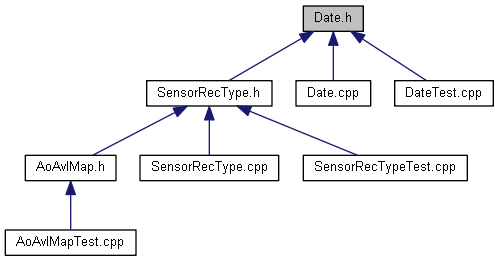 Date.h
SensorRecType.h
Date.cpp
DateTest.cpp
AoAvlMap.h
SensorRecType.cpp
SensorRecTypeTest.cpp
AoAvlMapTest.cpp